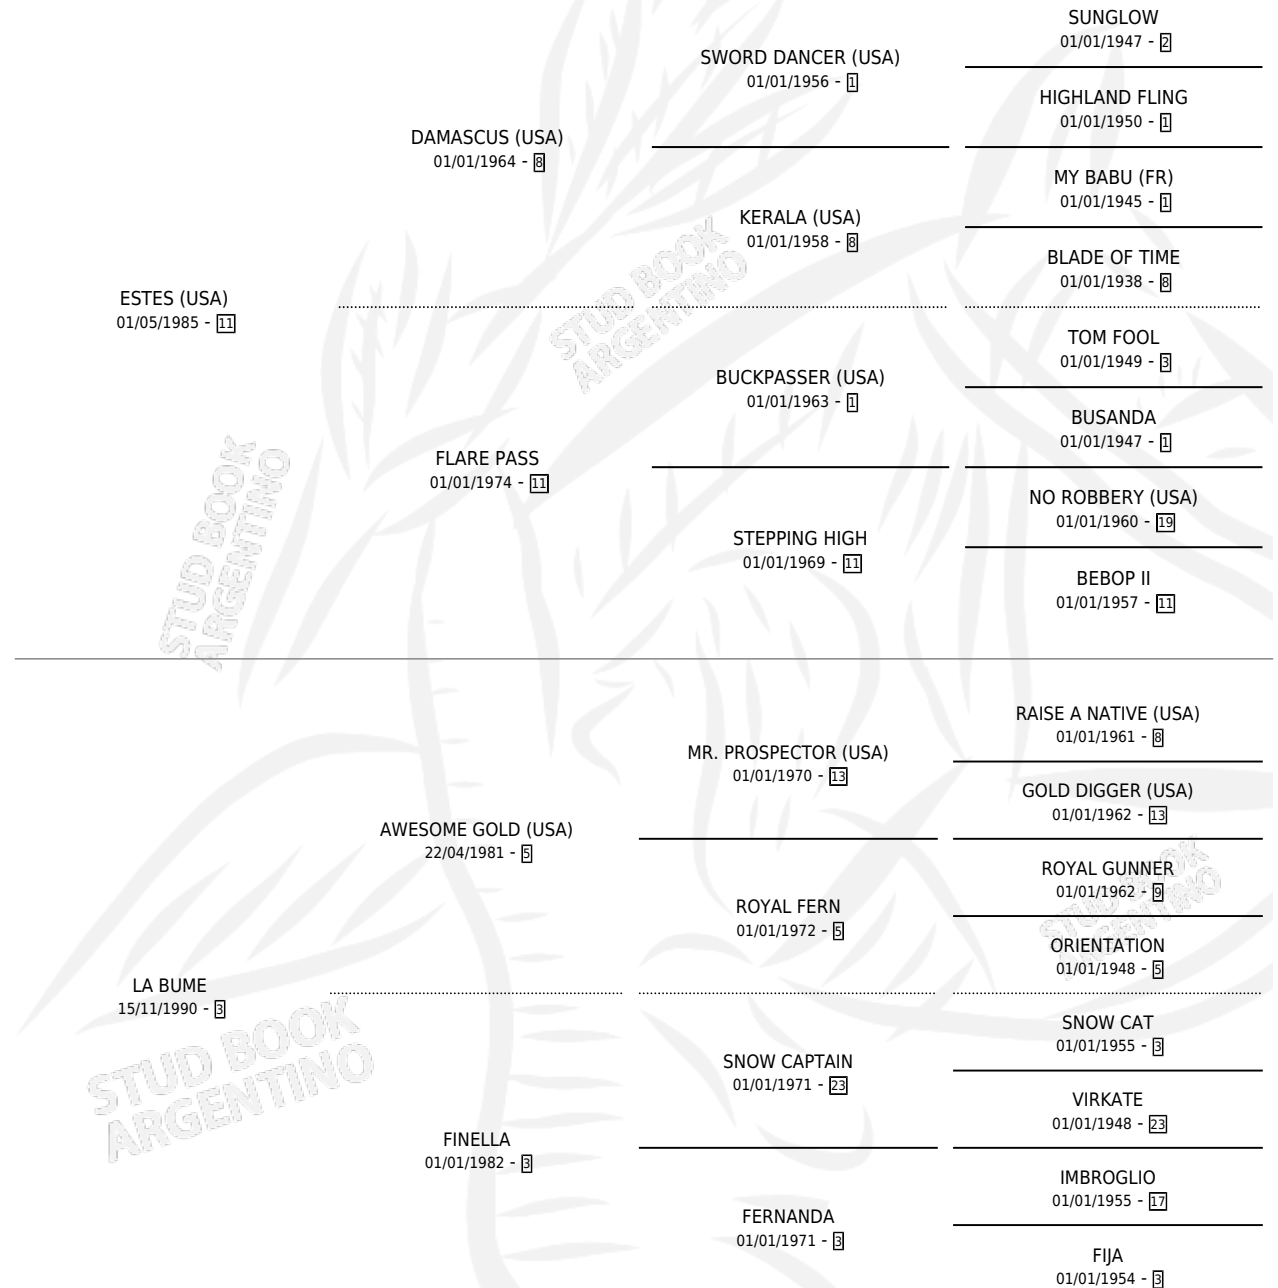 SUNGLOW
01/01/1947 - 2
SWORD DANCER (USA)
01/01/1956 - 1
HIGHLAND FLING
01/01/1950 - 1
DAMASCUS (USA)
01/01/1964 - 8
MY BABU (FR)
01/01/1945 - 1
KERALA (USA)
01/01/1958 - 8
BLADE OF TIME
01/01/1938 - 8
ESTES (USA)
01/05/1985 - 11
TOM FOOL
01/01/1949 - 3
BUCKPASSER (USA)
01/01/1963 - 1
BUSANDA
01/01/1947 - 1
FLARE PASS
01/01/1974 - 11
NO ROBBERY (USA)
01/01/1960 - 19
STEPPING HIGH
01/01/1969 - 11
BEBOP II
01/01/1957 - 11
RAISE A NATIVE (USA)
01/01/1961 - 8
MR. PROSPECTOR (USA)
01/01/1970 - 13
GOLD DIGGER (USA)
01/01/1962 - 13
AWESOME GOLD (USA)
22/04/1981 - 5
ROYAL GUNNER
01/01/1962 - 9
ROYAL FERN
01/01/1972 - 5
ORIENTATION
01/01/1948 - 5
LA BUME
15/11/1990 - 3
SNOW CAT
01/01/1955 - 3
SNOW CAPTAIN
01/01/1971 - 23
VIRKATE
01/01/1948 - 23
FINELLA
01/01/1982 - 3
IMBROGLIO
01/01/1955 - 17
FERNANDA
01/01/1971 - 3
FIJA
01/01/1954 - 3
STUD BOOK
ARGENTINO
STUD BOOK
ARGENTINO
STUD BOOK
ARGENTINO
STUD BOOK
ARGENTINO